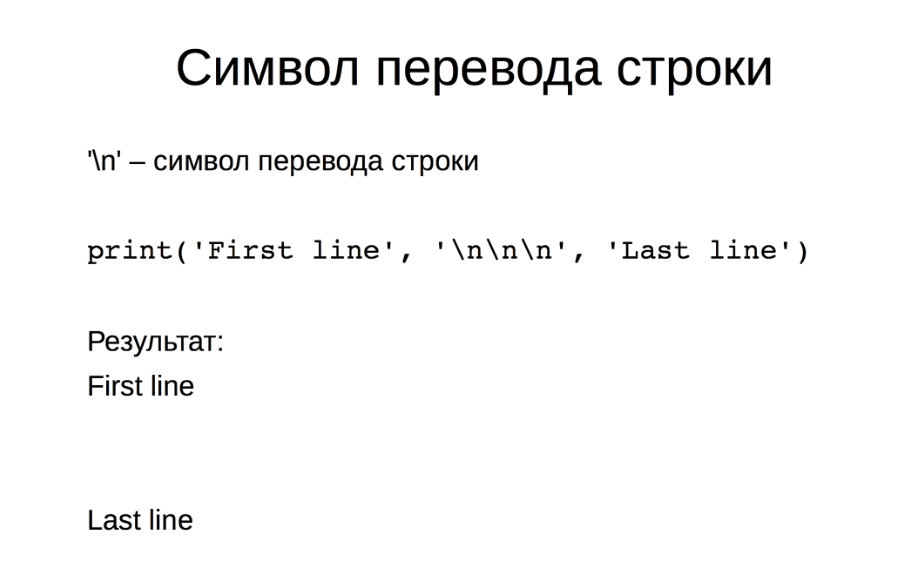 Символ перевода строки
'\n' – символ перевода строки
print('First line', '\n\n\n', 'Last line')
Результат:
First line
Last line